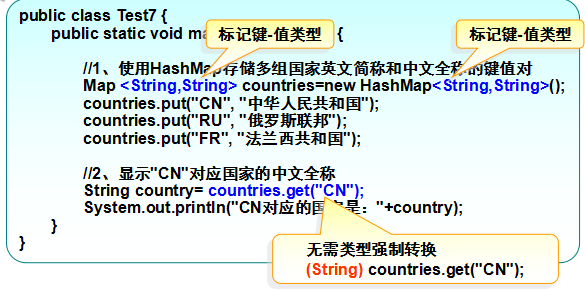 public class Test7 {
public static void ma {
标记键-值类型
标记键-值类型
//1、使用HashMap存储多组国家英文简称和中文全称的键值对
Map <String,String> countries=new HashMap<String,String>();
countries.put("CN", "中华人民共和国");
countries.put("RU", "俄罗斯联邦");
countries.put("FR", "法兰西共和国");
//2、显示"CN"对应国家的中文全称
String country= countries.get("CN");
System.out.println("CN对应的国 是："+country);
}
}
无需类型强制转换
(String) countries.get("CN");